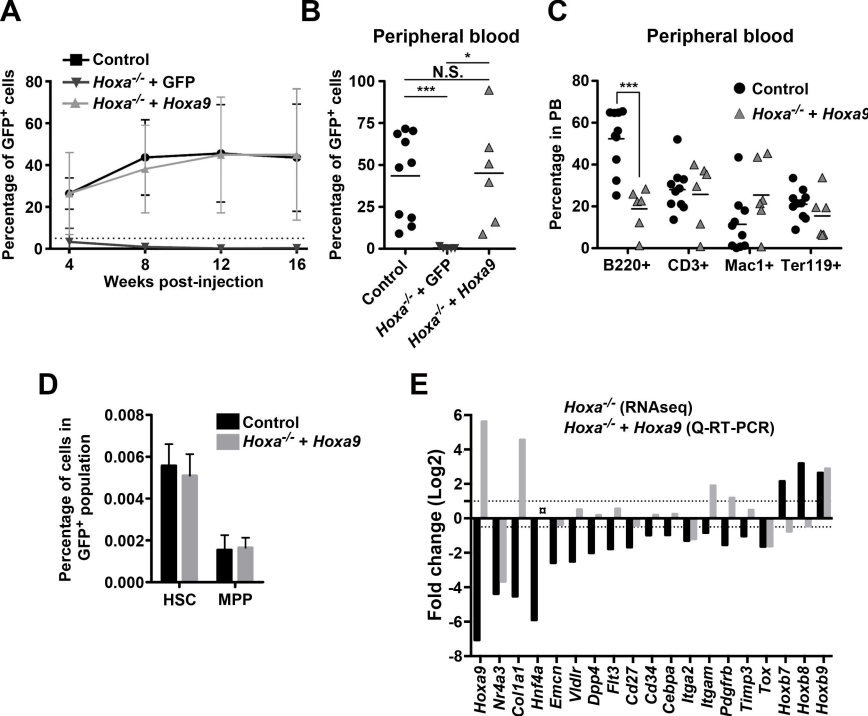 A
Control
Hoxa-/- + GFP
Hoxa-/- + Hoxa9
Percentage of GFP+ cells
80
60
40
20
0
4
8
12
16
Weeks post-injection
B
Peripheral blood
*
N.S.
***
Percentage of GFP+ cells
100
75
50
25
0
Control
Hoxa-/- + GFP
Hoxa-/- + Hoxa9
C
Peripheral blood
Control
Hoxa-/- + Hoxa9
***
Percentage in PB
80
60
40
20
0
B220+
CD3+
Mac1+
Ter119+
D
Control
Hoxa-/- + Hoxa9
Percentage of cells in
GFP+ population
0.008
0.006
0.004
0.002
0.000
HSC
MPP
E
Hoxa-/- (RNAseq)
Hoxa-/- + Hoxa9 (Q-RT-PCR)
Fold change (Log2)
6
4
2
0
-2
-4
-6
-8
¤
Hoxa9
Nr4a3
Col1a1
Hnf4a
Emcn
Vldlr
Dpp4
Flt3
Cd27
Cd34
Cebpa
Itga2
Itgam
Pdgfrb
Timp3
Tox
Hoxb7
Hoxb8
Hoxb9